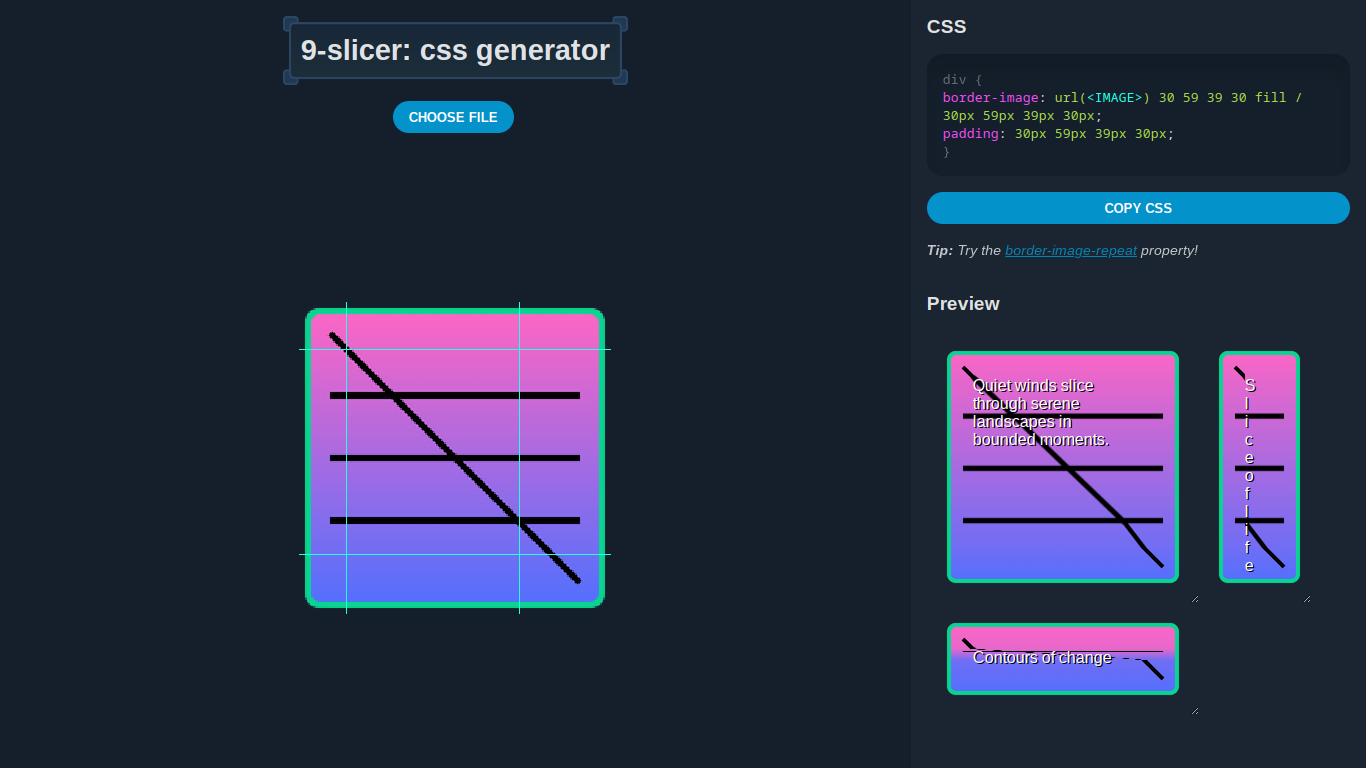 9-slicer: css generator
CHOOSE FILE
CSS
div {
border-image: url(<IMAGE>) 30 59 39 30 fill /
30px 59px 39px 30px;
padding: 30px 59px 39px 30px;
}
COPY CSS
Tip: Try the border-image-repeat property!
Preview
Quiet winds slice
through serene
landscapes in
bounded moments.
S
l
i
c
e
o
f
l
i
f
e
Contours of change